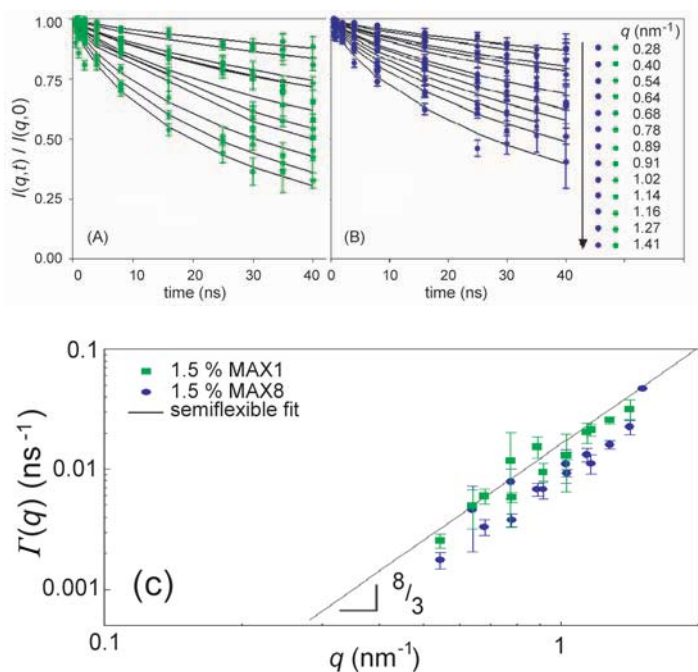 1.00
0.75
0.50
0.25
0.00
I(q,t) / I(q,0)
(A)
0 10 20 30 40
time (ns)
(B)
0 10 20 30 40
time (ns)
q (nm⁻¹)
0.28
0.40
0.54
0.64
0.68
0.78
0.89
0.91
1.02
1.14
1.16
1.27
1.41
0.1
0.01
0.001
Γ(q) (ns⁻¹)
1.5 % MAX1
1.5 % MAX8
semiflexible fit
(c)
8/3
0.1 1
q (nm⁻¹)